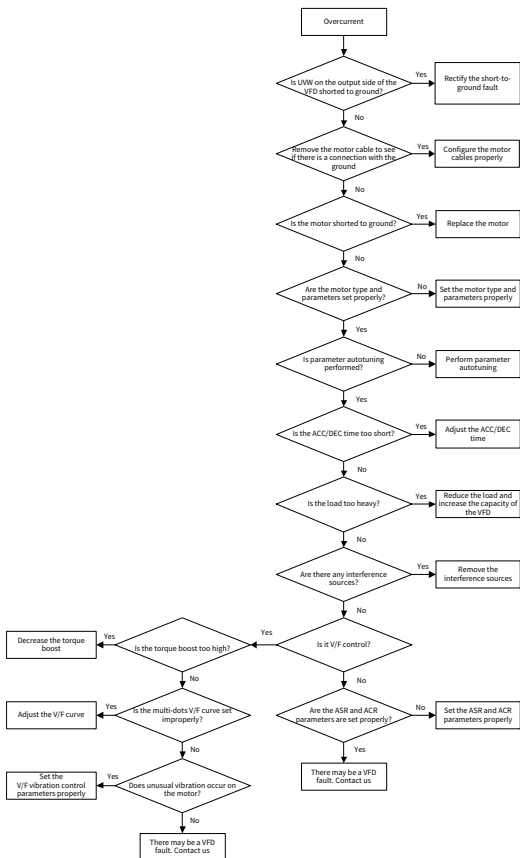 Overcurrent
Is UVW on the output side of the
VFD shorted to ground?
Yes
Rectify the short-to-
ground fault
No
Remove the motor cable to see
if there is a connection with the
ground
Yes
Configure the motor
cables properly
No
Is the motor shorted to ground?
Yes
Replace the motor
No
Are the motor type and
parameters set properly?
No
Set the motor type and
parameters properly
Yes
Is parameter autotuning
performed?
No
Perform parameter
autotuning
Yes
Is the ACC/DEC time too short?
Yes
Adjust the ACC/DEC
time
No
Is the load too heavy?
Yes
Reduce the load and
increase the capacity of
the VFD
No
Are there any interference
sources?
Yes
Remove the
interference sources
No
Is it V/F control?
Yes
Is the torque boost too high?
Yes
Decrease the torque
boost
No
Is the multi-dots V/F curve set
improperly?
Yes
Adjust the V/F curve
No
Does unusual vibration occur on
the motor?
Yes
Set the
V/F vibration control
parameters properly
No
There may be a VFD
fault. Contact us
No
Are the ASR and ACR
parameters are set properly?
No
Set the ASR and ACR
parameters properly
Yes
There may be a VFD
fault. Contact us